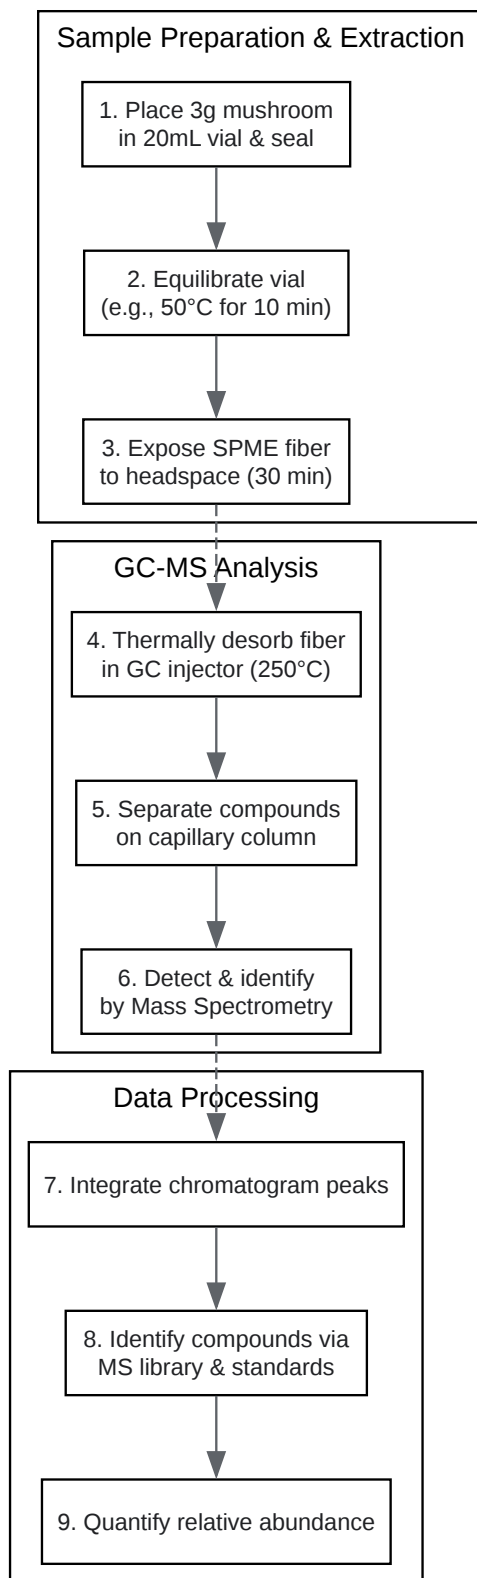 Sample Preparation & Extraction
1. Place 3g mushroom
in 20mL vial & seal
2. Equilibrate vial
(e.g., 50°C for 10 min)
3. Expose SPME fiber
to headspace (30 min)
GC-MS Analysis
4. Thermally desorb fiber
in GC injector (250°C)
5. Separate compounds
on capillary column
6. Detect & identify
by Mass Spectrometry
Data Processing
7. Integrate chromatogram peaks
8. Identify compounds via
MS library & standards
9. Quantify relative abundance